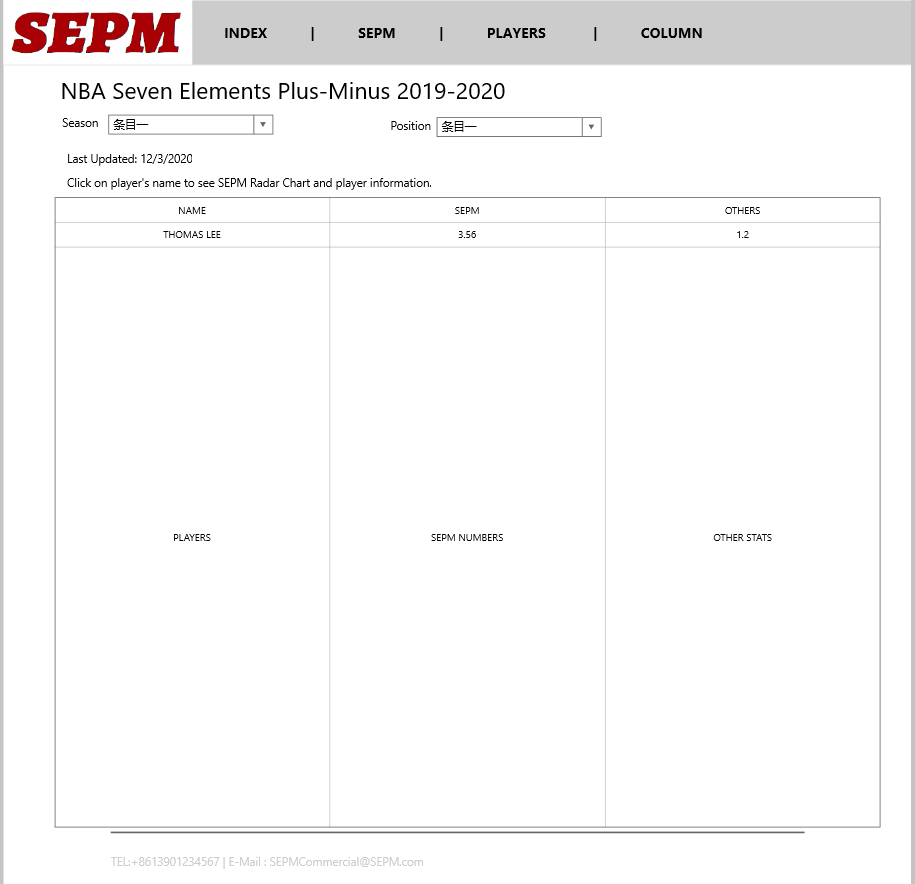 SEPM
INDEX | SEPM | PLAYERS | COLUMN
NBA Seven Elements Plus-Minus 2019-2020
Season 条目一 Position 条目一
Last Updated: 12/3/2020
Click on player's name to see SEPM Radar Chart and player information.
NAME SEPM OTHERS
THOMAS LEE 3.56 1.2
PLAYERS SEPM NUMBERS OTHER STATS
TEL:+8613901234567 | E-Mail : SEPMCommercial@SEPM.com